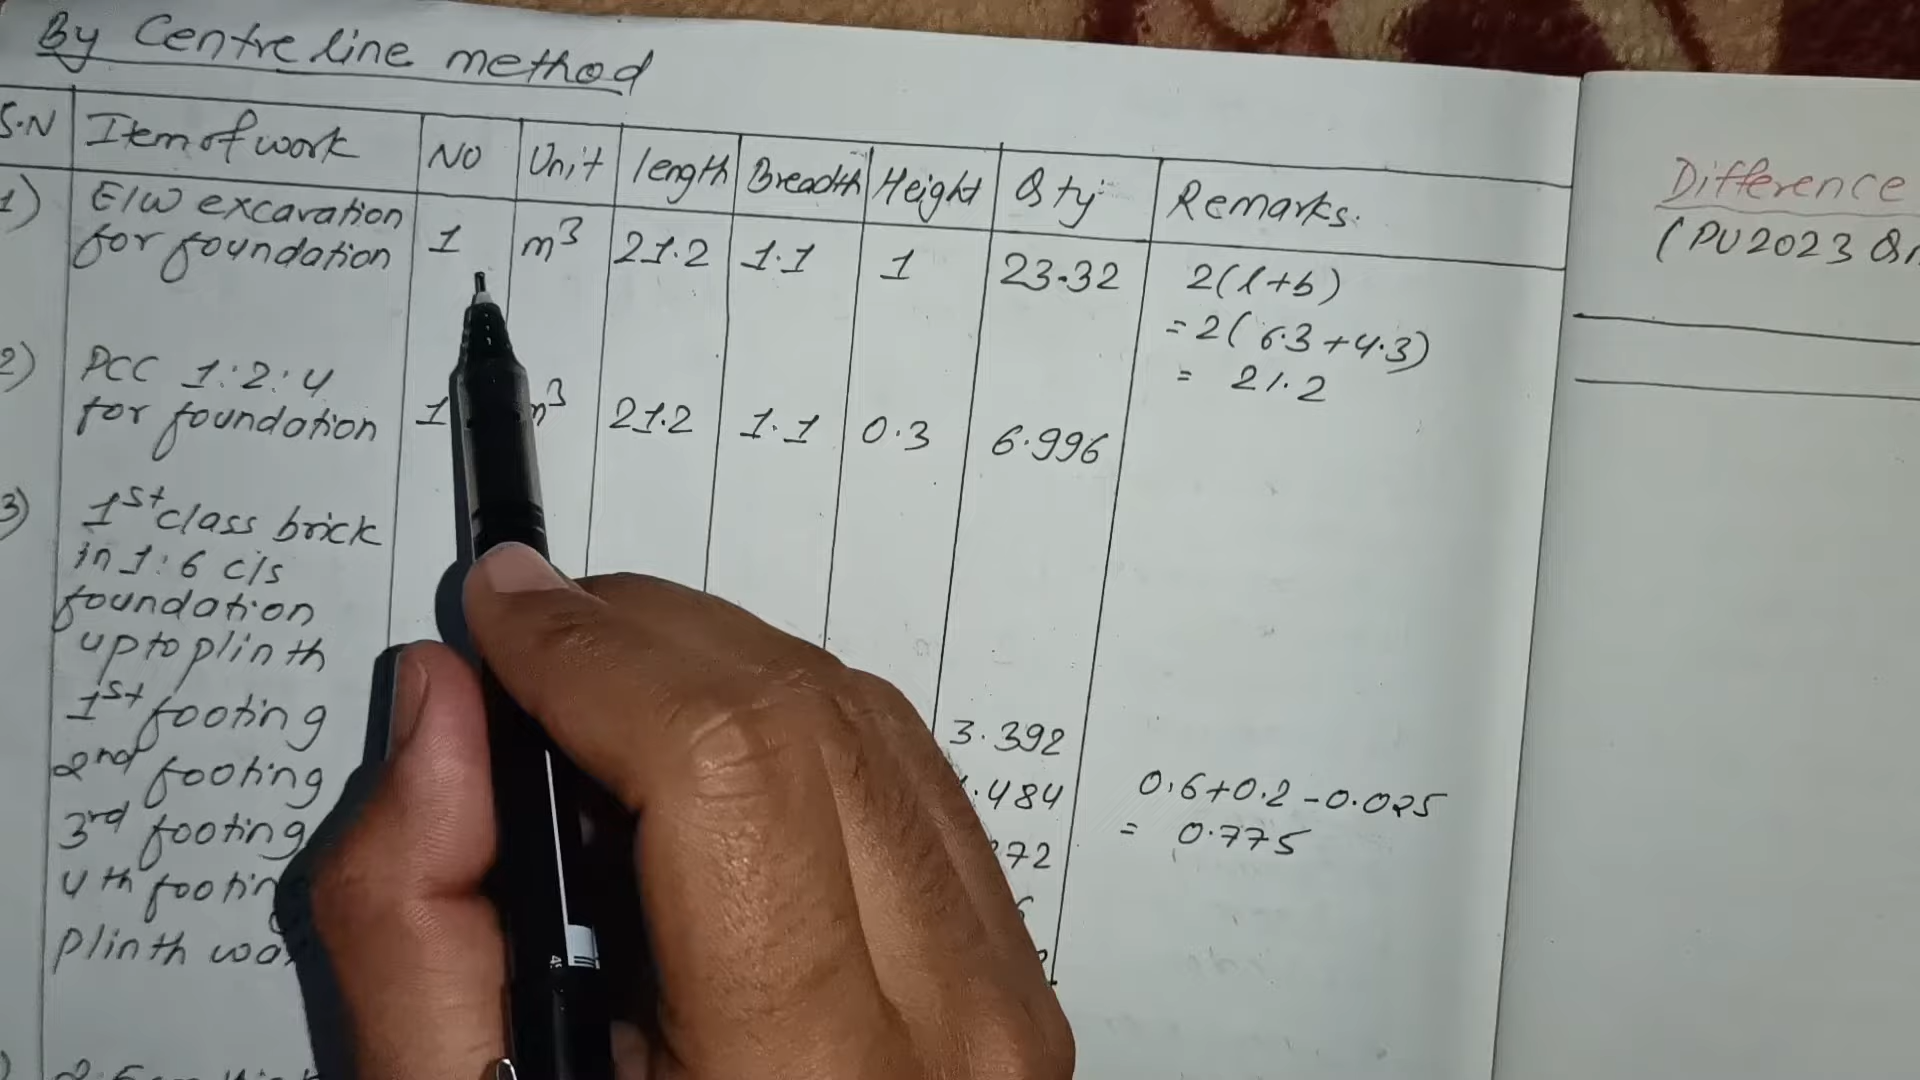 By Centre line method
S.N Item of work NO Unit length Breadth Height Qty Remarks.
1) E/W excavation
for foundation 1 m³ 21.2 1.1 1 23.32 2(l+b)
= 2(6.3+4.3)
= 21.2
2) PCC 1:2:4
for foundation 1 m³ 21.2 1.1 0.3 6.996
3) 1st class brick
in 1:6 c/s
foundation
upto plinth
1st footing 3.392
2nd footing .484 0.6+0.2-0.025
3rd footing 72 = 0.775
4th footing
plinth
Difference
(PU2023